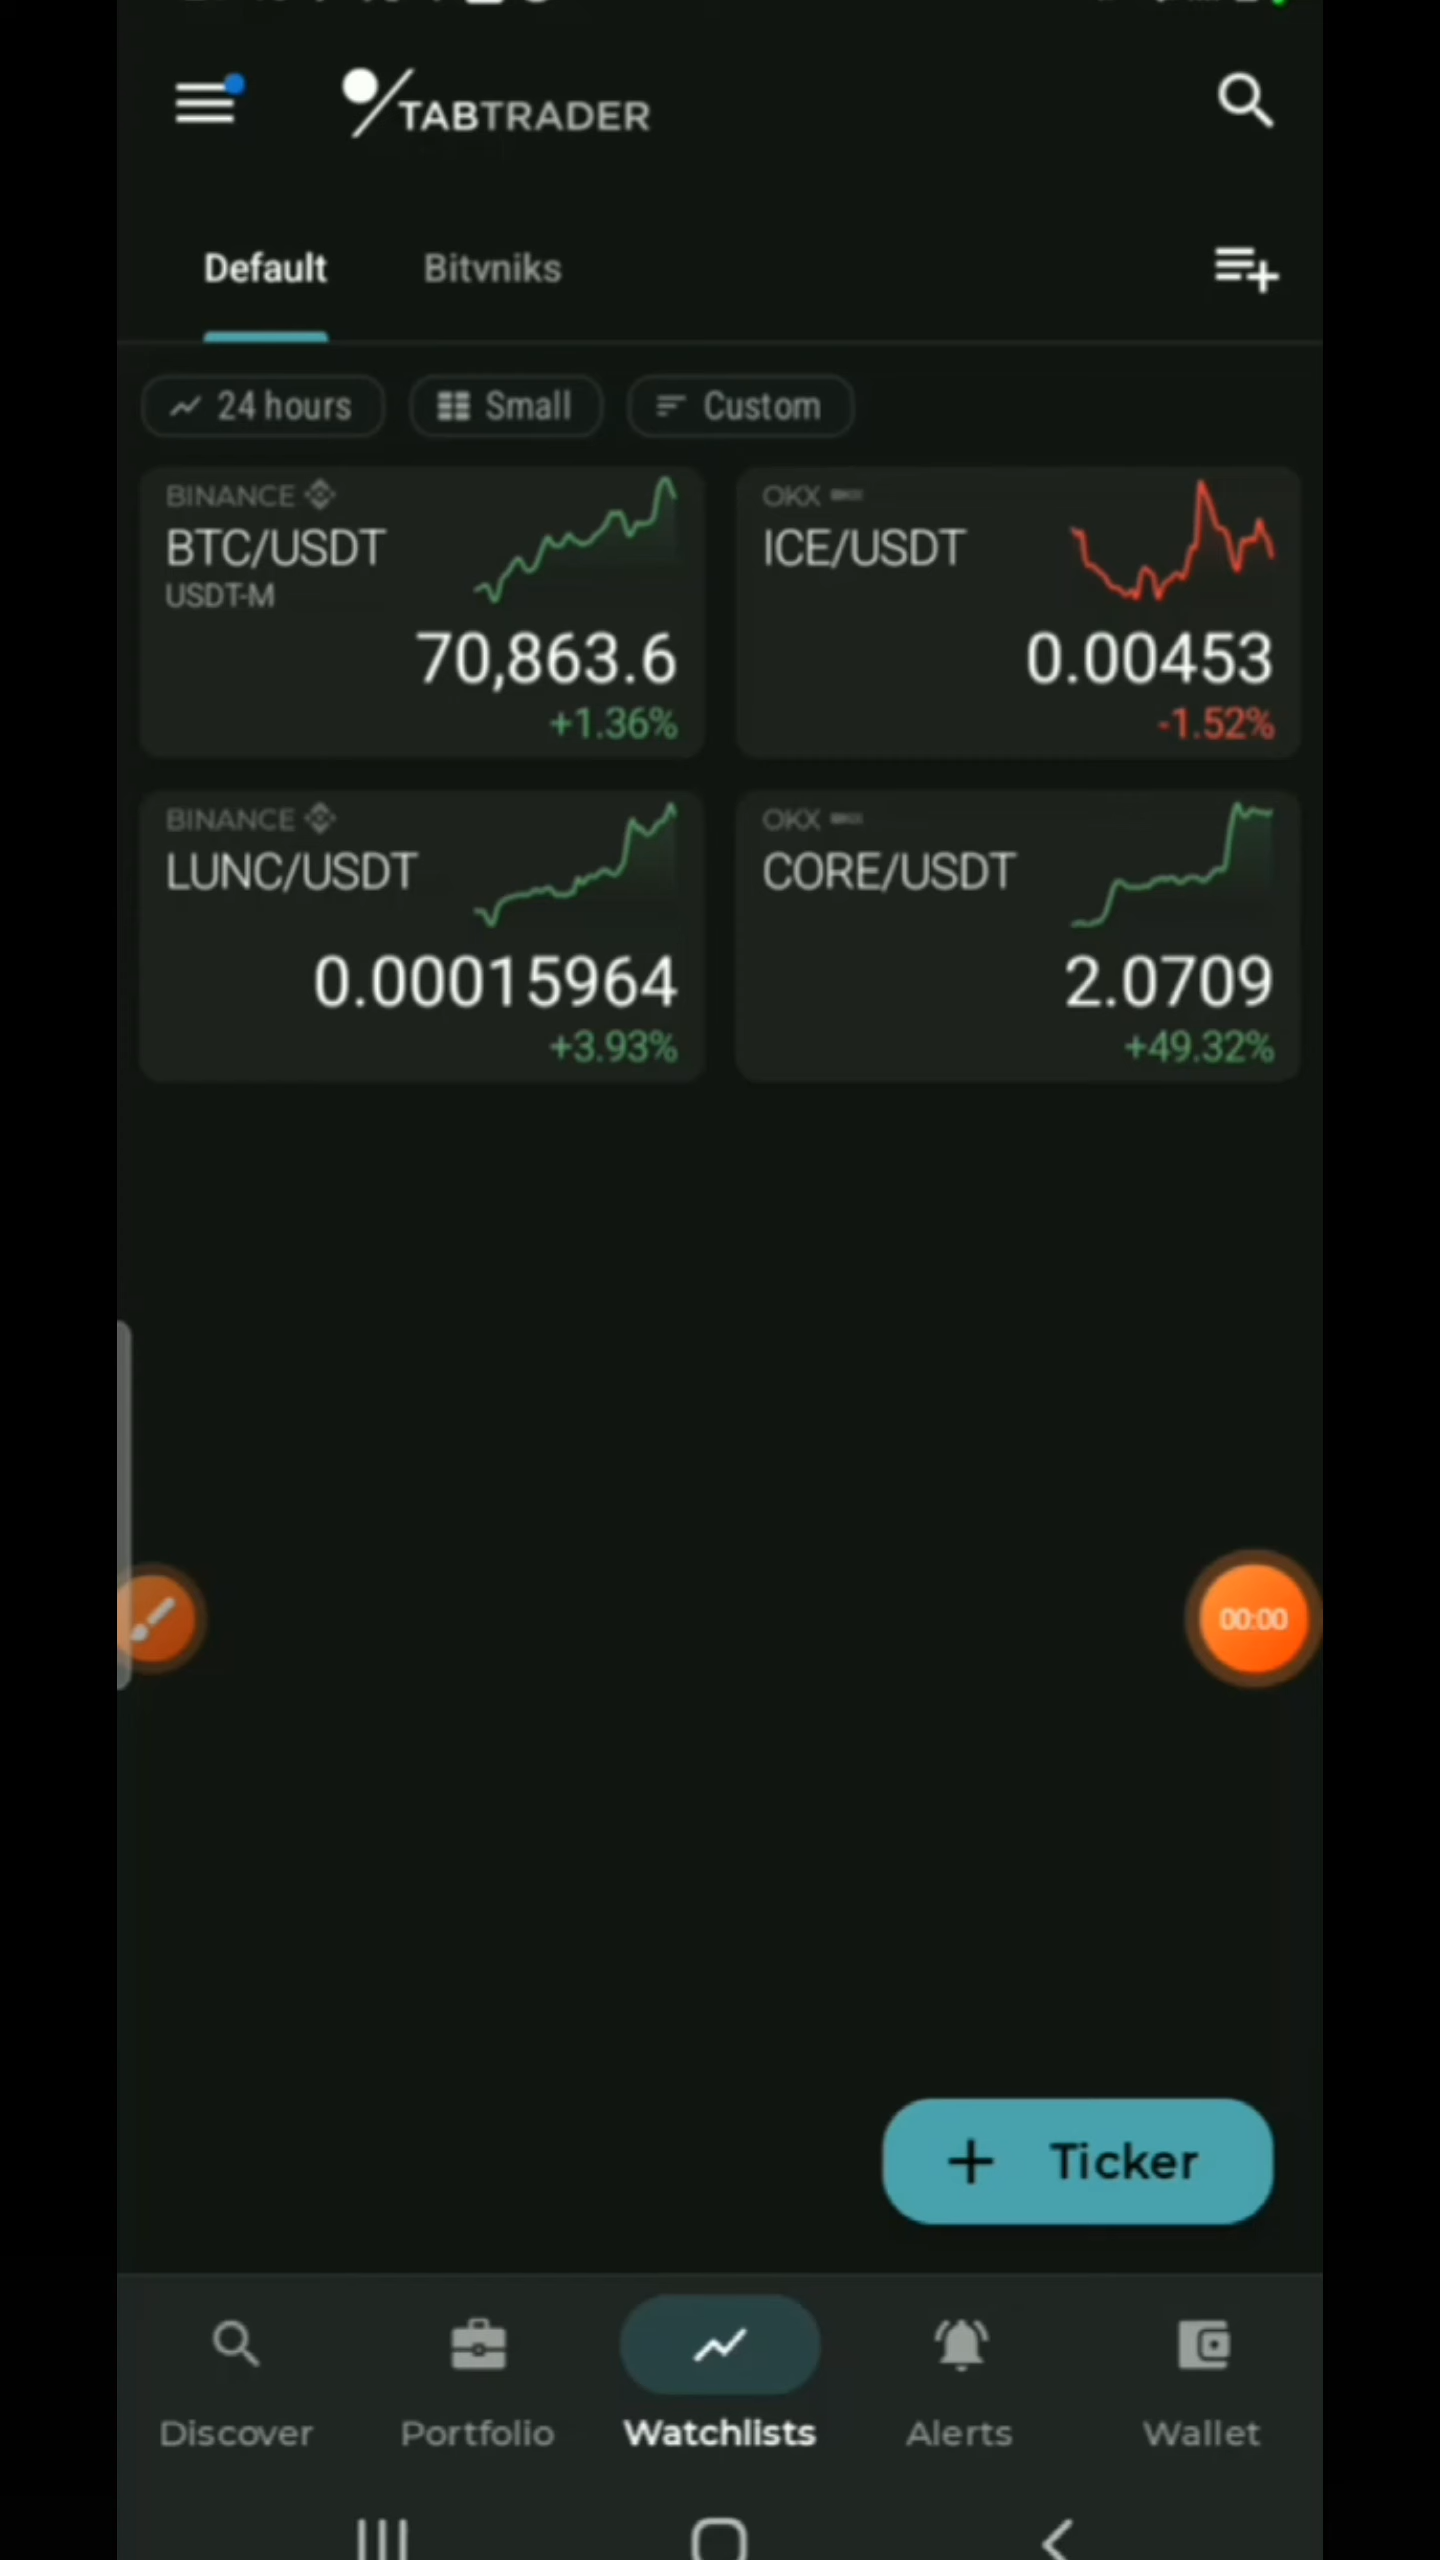 TABTRADER
Default Bitvniks
24 hours Small Custom
BINANCE
BTC/USDT
USDT-M
70,863.6
+1.36%
OKX
ICE/USDT
0.00453
-1.52%
BINANCE
LUNC/USDT
0.00015964
+3.93%
OKX
CORE/USDT
2.0709
+49.32%
00:00
+ Ticker
Discover Portfolio Watchlists Alerts Wallet